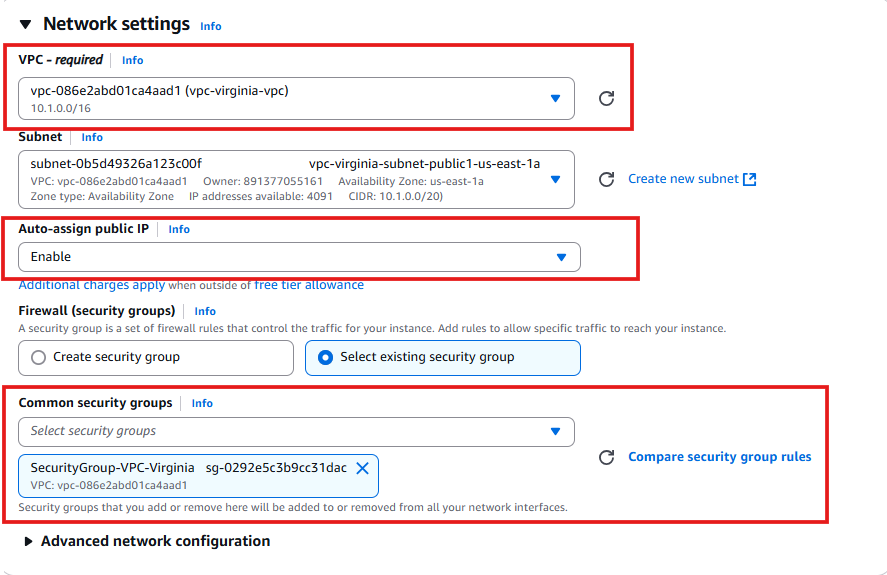 Network settings Info
VPC - required Info
vpc-086e2abd01ca4aad1 (vpc-virginia-vpc)
10.1.0.0/16
Subnet Info
subnet-0b5d49326a123c00f vpc-virginia-subnet-public1-us-east-1a
VPC: vpc-086e2abd01ca4aad1 Owner: 891377055161 Availability Zone: us-east-1a
Zone type: Availability Zone IP addresses available: 4091 CIDR: 10.1.0.0/20)
Create new subnet
Auto-assign public IP Info
Enable
Additional charges apply when outside of free tier allowance
Firewall (security groups) Info
A security group is a set of firewall rules that control the traffic for your instance. Add rules to allow specific traffic to reach your instance.
Create security group
Select existing security group
Common security groups Info
Select security groups
SecurityGroup-VPC-Virginia sg-0292e5c3b9cc31dac
VPC: vpc-086e2abd01ca4aad1
Compare security group rules
Security groups that you add or remove here will be added to or removed from all your network interfaces.
Advanced network configuration